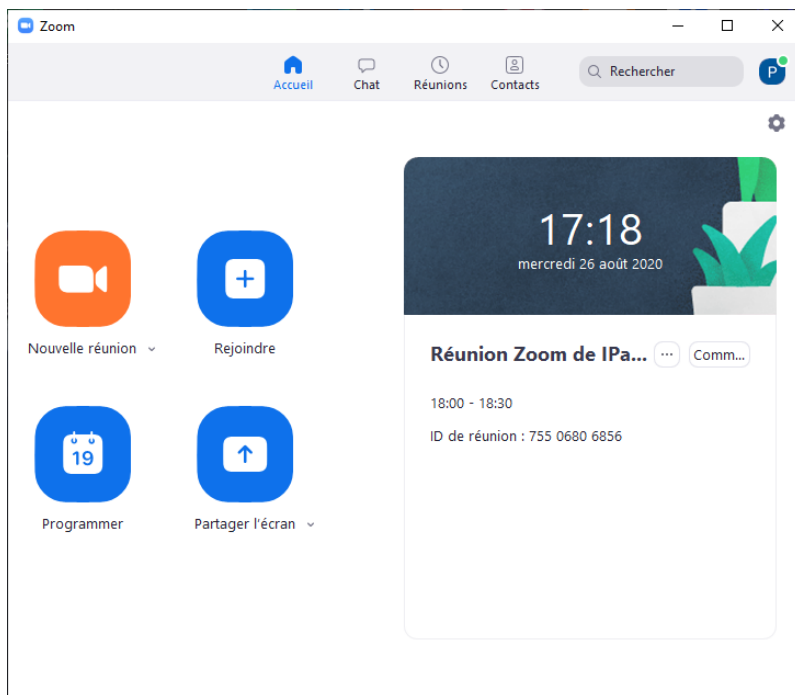 Zoom
Accueil
Chat
Réunions
Contacts
Rechercher
P
17:18
mercredi 26 août 2020
Nouvelle réunion
Rejoindre
Réunion Zoom de IPa... ... Comm...
18:00 - 18:30
ID de réunion : 755 0680 6856
19
Programmer
Partager l'écran